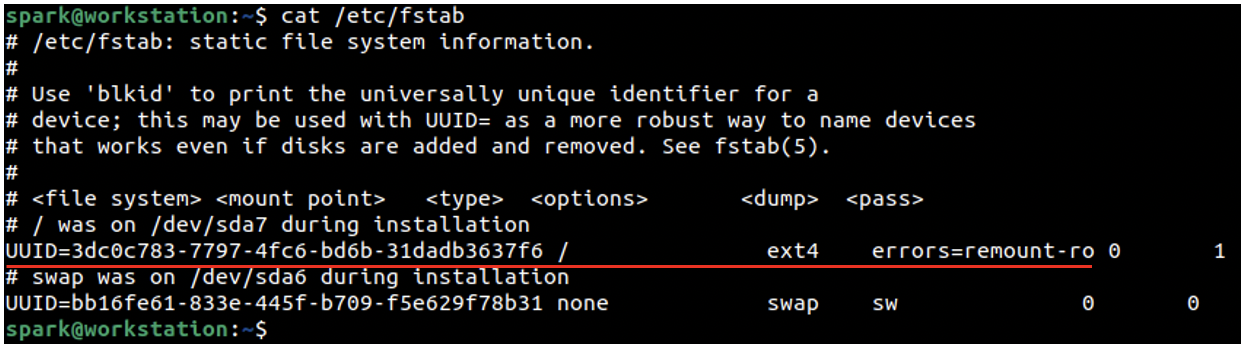 spark@workstation:~$ cat /etc/fstab
# /etc/fstab: static file system information.
#
# Use 'blkid' to print the universally unique identifier for a
# device; this may be used with UUID= as a more robust way to name devices
# that works even if disks are added and removed. See fstab(5).
#
# <file system> <mount point>   <type>  <options>       <dump>  <pass>
# / was on /dev/sda7 during installation
UUID=3dc0c783-7797-4fc6-bd6b-31dadb3637f6 /               ext4    errors=remount-ro 0       1
# swap was on /dev/sda6 during installation
UUID=bb16fe61-833e-445f-b709-f5e629f78b31 none            swap    sw              0       0
spark@workstation:~$